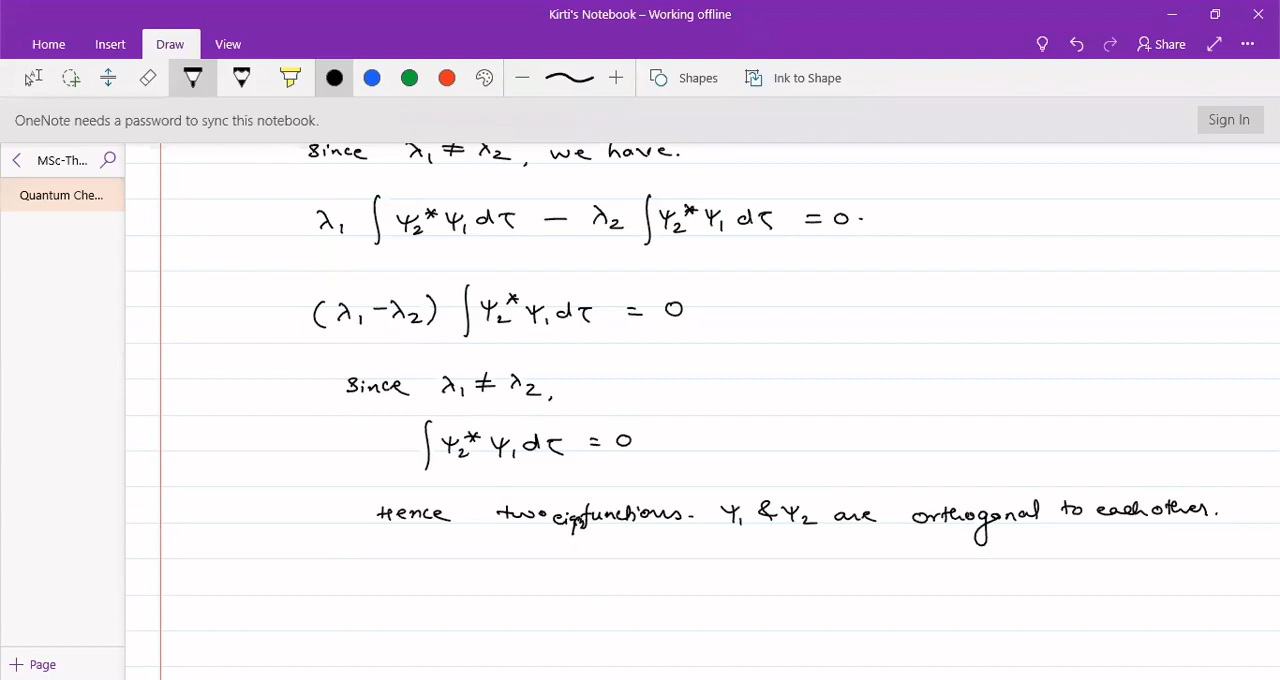 Kirti's Notebook – Working offline
Home Insert Draw View Share
Shapes Ink to Shape
OneNote needs a password to sync this notebook. Sign In
MSc-Th...
Quantum Che...
Since λ₁ ≠ λ₂, we have.
λ₁ ∫ Ψ₂* Ψ₁ dτ – λ₂ ∫ Ψ₂* Ψ₁ dτ = 0.
(λ₁ – λ₂) ∫ Ψ₂* Ψ₁ dτ = 0
Since λ₁ ≠ λ₂,
∫ Ψ₂* Ψ₁ dτ = 0
Hence two functions. Ψ₁ & Ψ₂ are orthogonal to each other.
+ Page